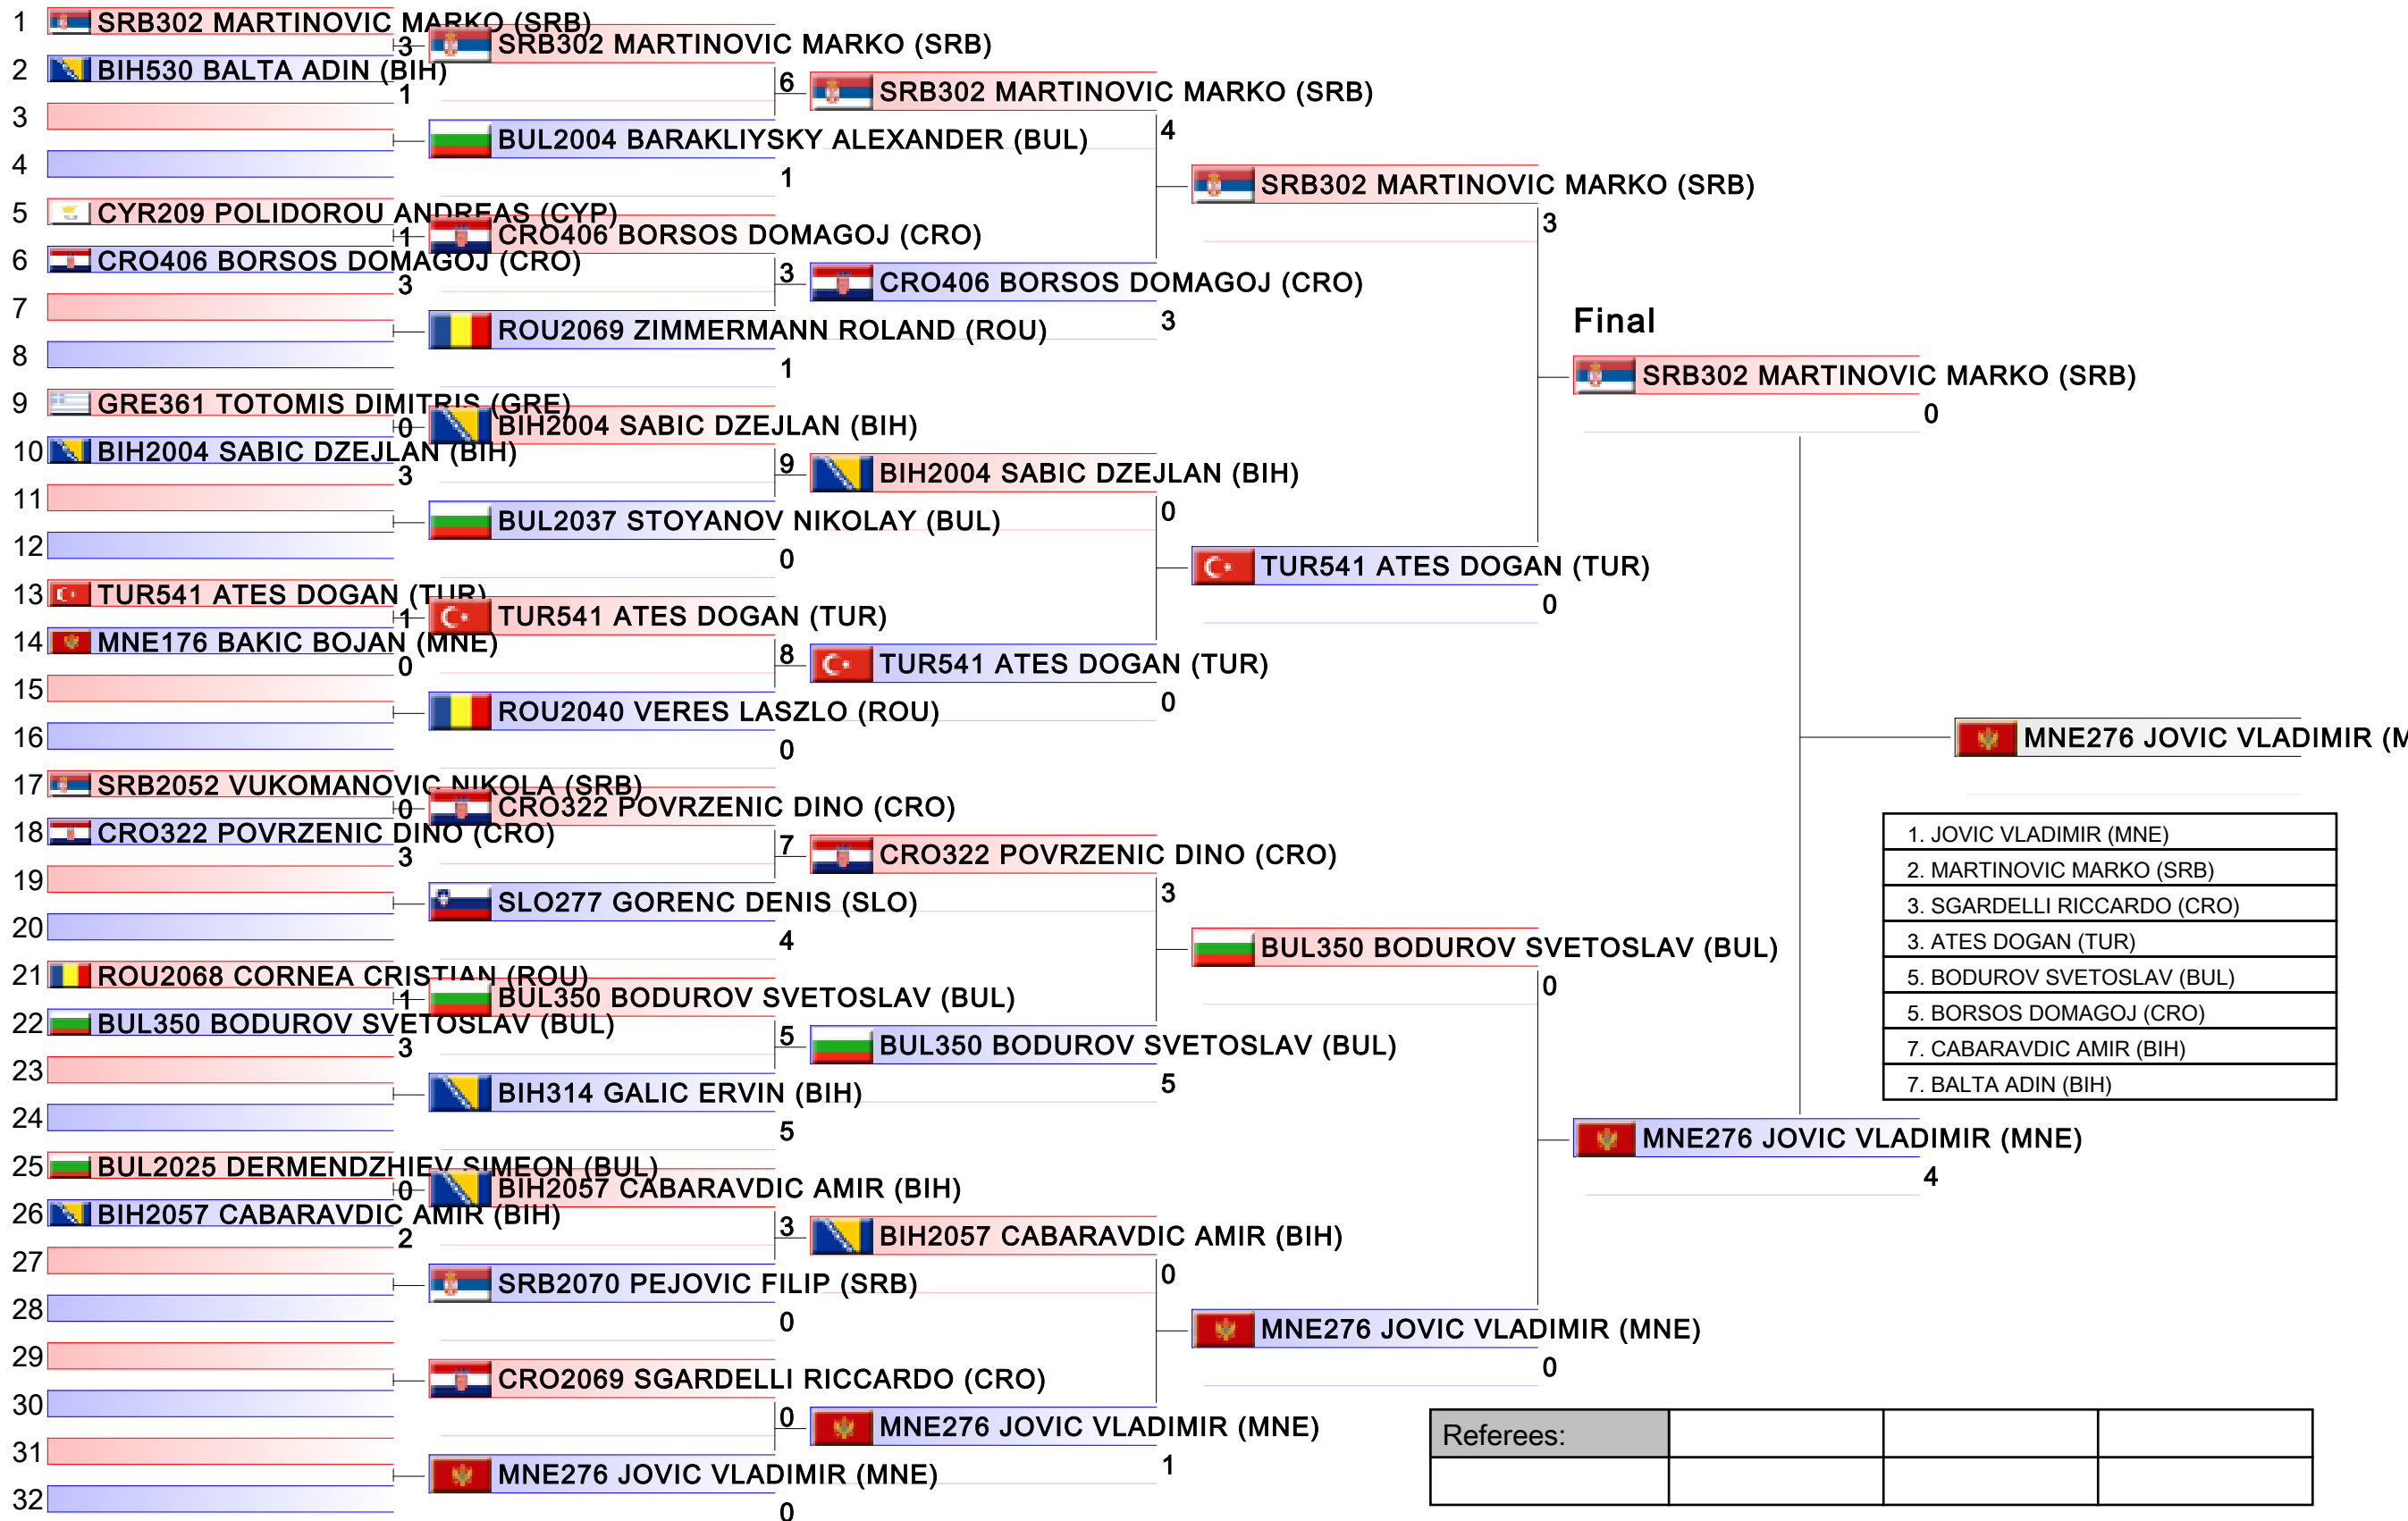 1 SRB302 MARTINOVIC MARKO (SRB)
3
2 BIH530 BALTA ADIN (BIH)
1
3
4
5 CYR209 POLIDOROU ANDREAS (CYP)
1
6 CRO406 BORSOS DOMAGOJ (CRO)
3
7
8
9 GRE361 TOTOMIS DIMITRIS (GRE)
0
10 BIH2004 SABIC DZEJLAN (BIH)
3
11
12
13 TUR541 ATES DOGAN (TUR)
1
14 MNE176 BAKIC BOJAN (MNE)
0
15
16
17 SRB2052 VUKOMANOVIC NIKOLA (SRB)
0
18 CRO322 POVRZENIC DINO (CRO)
3
19
20
21 ROU2068 CORNEA CRISTIAN (ROU)
1
22 BUL350 BODUROV SVETOSLAV (BUL)
3
23
24
25 BUL2025 DERMENDZHIEV SIMEON (BUL)
0
26 BIH2057 CABARAVDIC AMIR (BIH)
2
27
28
29
30
31
32
SRB302 MARTINOVIC MARKO (SRB)
6
BUL2004 BARAKLIYSKY ALEXANDER (BUL)
1
CRO406 BORSOS DOMAGOJ (CRO)
3
ROU2069 ZIMMERMANN ROLAND (ROU)
1
BIH2004 SABIC DZEJLAN (BIH)
9
BUL2037 STOYANOV NIKOLAY (BUL)
0
TUR541 ATES DOGAN (TUR)
8
ROU2040 VERES LASZLO (ROU)
0
CRO322 POVRZENIC DINO (CRO)
7
SLO277 GORENC DENIS (SLO)
4
BUL350 BODUROV SVETOSLAV (BUL)
5
BIH314 GALIC ERVIN (BIH)
5
BIH2057 CABARAVDIC AMIR (BIH)
3
SRB2070 PEJOVIC FILIP (SRB)
0
CRO2069 SGARDELLI RICCARDO (CRO)
0
MNE276 JOVIC VLADIMIR (MNE)
0
SRB302 MARTINOVIC MARKO (SRB)
4
CRO406 BORSOS DOMAGOJ (CRO)
3
BIH2004 SABIC DZEJLAN (BIH)
0
TUR541 ATES DOGAN (TUR)
0
CRO322 POVRZENIC DINO (CRO)
3
BUL350 BODUROV SVETOSLAV (BUL)
5
BIH2057 CABARAVDIC AMIR (BIH)
0
MNE276 JOVIC VLADIMIR (MNE)
1
SRB302 MARTINOVIC MARKO (SRB)
3
TUR541 ATES DOGAN (TUR)
0
BUL350 BODUROV SVETOSLAV (BUL)
0
MNE276 JOVIC VLADIMIR (MNE)
0
Final
SRB302 MARTINOVIC MARKO (SRB)
0
MNE276 JOVIC VLADIMIR (MNE)
4
MNE276 JOVIC VLADIMIR (M
1. JOVIC VLADIMIR (MNE)
2. MARTINOVIC MARKO (SRB)
3. SGARDELLI RICCARDO (CRO)
3. ATES DOGAN (TUR)
5. BODUROV SVETOSLAV (BUL)
5. BORSOS DOMAGOJ (CRO)
7. CABARAVDIC AMIR (BIH)
7. BALTA ADIN (BIH)
Referees: